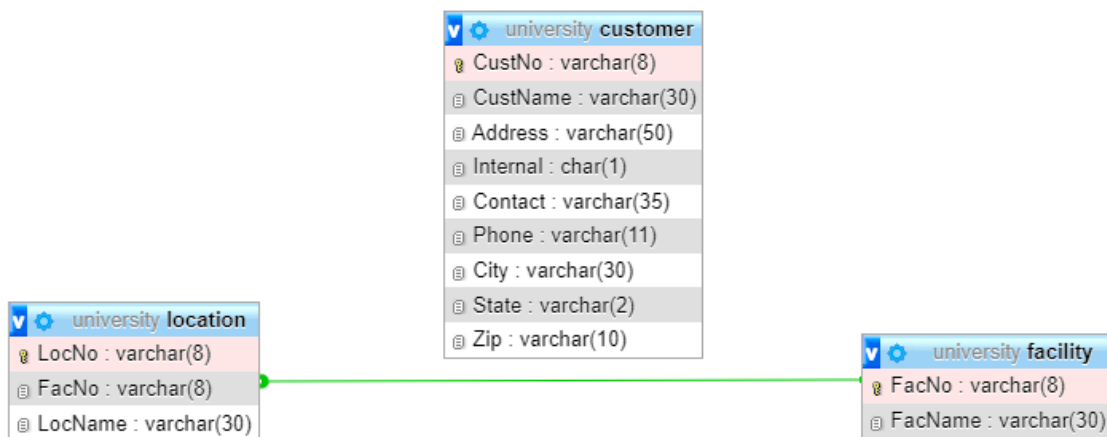 v university customer
CustNo : varchar(8)
CustName : varchar(30)
Address : varchar(50)
Internal : char(1)
Contact : varchar(35)
Phone : varchar(11)
City : varchar(30)
State : varchar(2)
Zip : varchar(10)
v university location
LocNo : varchar(8)
FacNo : varchar(8)
LocName : varchar(30)
v university facility
FacNo : varchar(8)
FacName : varchar(30)